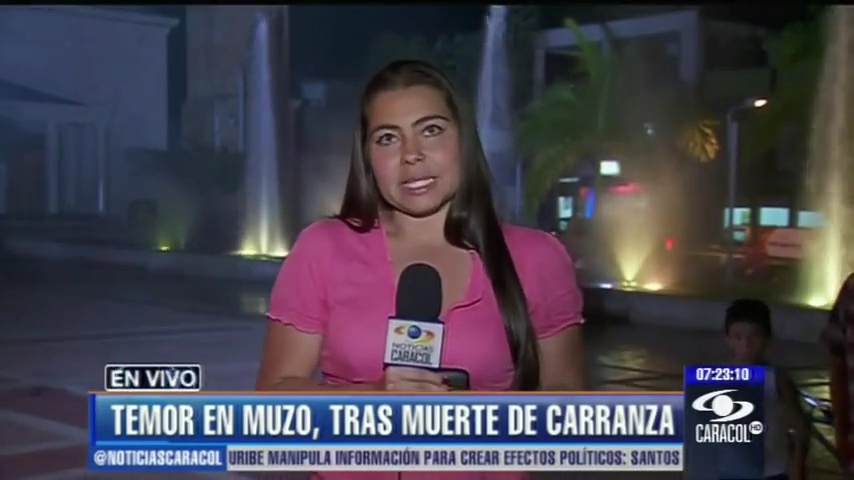 NOTICIAS
CARACOL
EN VIVO
07:23:10
TEMOR EN MUZO, TRAS MUERTE DE CARRANZA
CARACOL HD
@NOTICIASCARACOL
URIBE MANIPULA INFORMACIÓN PARA CREAR EFECTOS POLÍTICOS: SANTOS